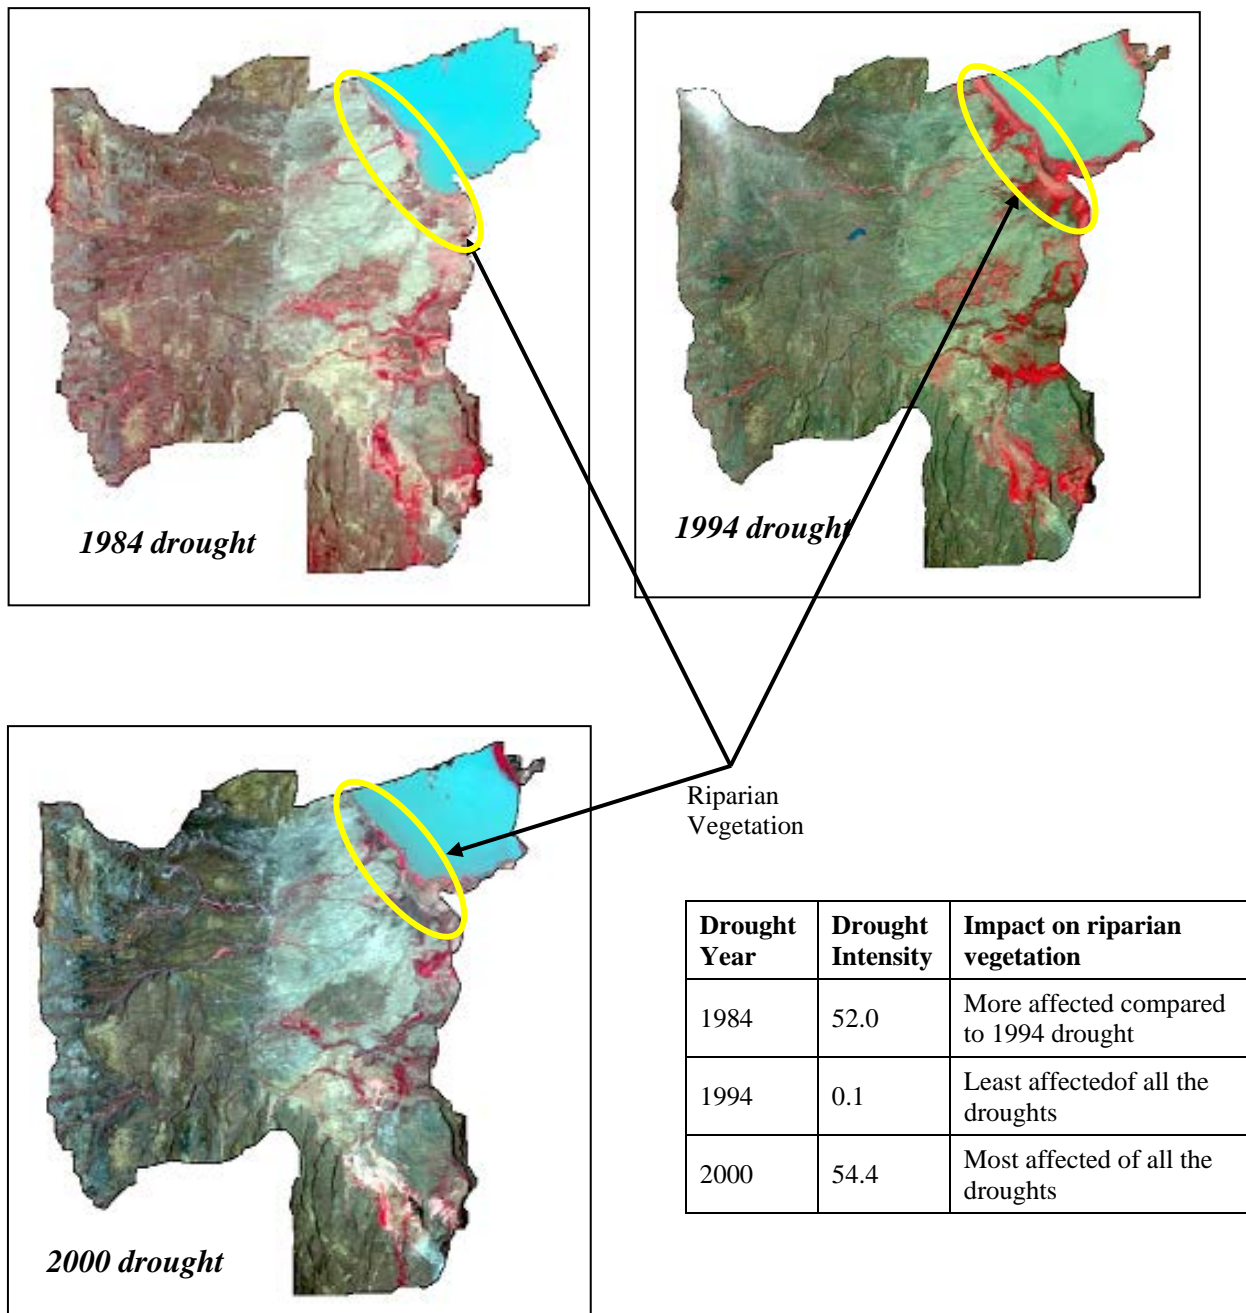 1984 drought
1994 drought
2000 drought
Riparian
Vegetation
Drought Year | Drought Intensity | Impact on riparian vegetation
1984 | 52.0 | More affected compared to 1994 drought
1994 | 0.1 | Least affectedof all the droughts
2000 | 54.4 | Most affected of all the droughts